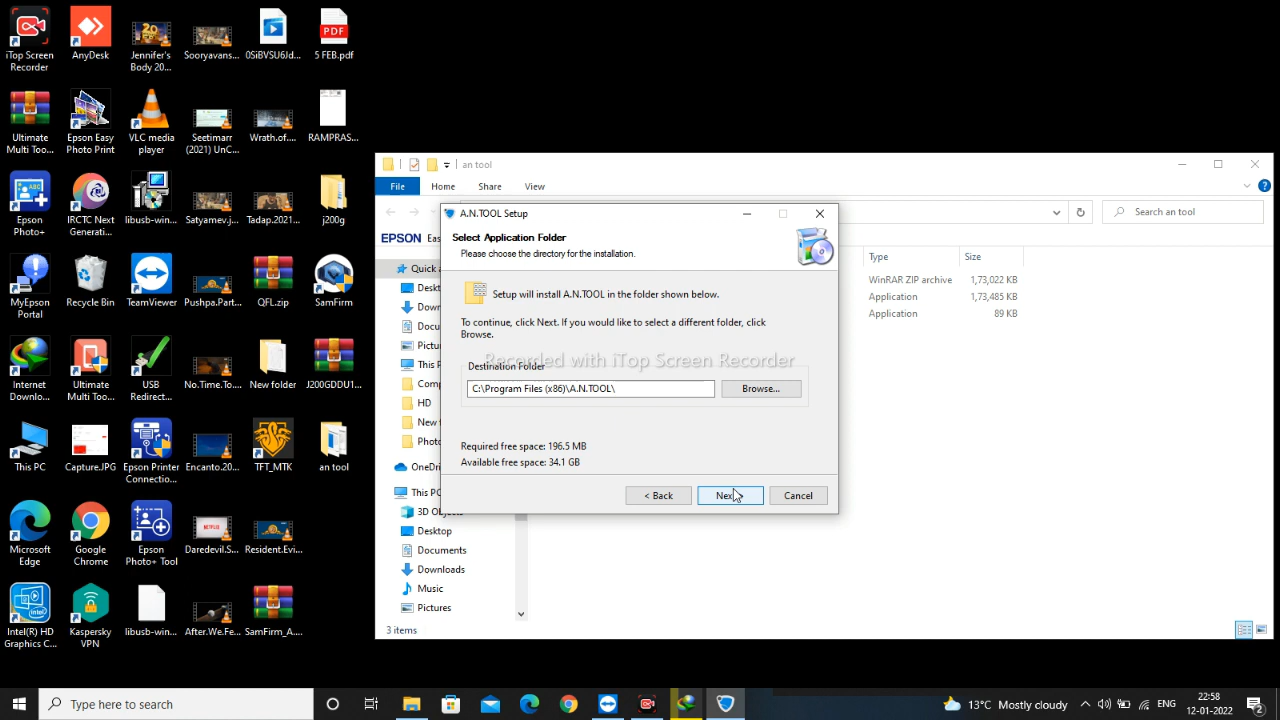 iTop Screen
Recorder
AnyDesk
Jennifer's
Body 20...
Sooryavans...
0SiBVSU6Jd...
5 FEB.pdf
PDF
Ultimate
Multi Too...
Epson Easy
Photo Print
VLC media
player
Seetimarr
(2021) UnC...
Wrath.of....
RAMPRAS...
Epson
Photo+
IRCTC Next
Generati...
libusb-win...
Satyamev.j...
Tadap.2021...
j200g
MyEpson
Portal
Recycle Bin
TeamViewer
Pushpa.Part...
QFL.zip
SamFirm
Internet
Downlo...
Ultimate
Multi Too...
USB
Redirect...
No.Time.To....
New folder
J200GDDU1...
This PC
Capture.JPG
Epson Printer
Connectio...
Encanto.20...
TFT_MTK
an tool
Microsoft
Edge
Google
Chrome
Epson
Photo+ Tool
Daredevil.S...
Resident.Evi...
NETFLIX
Intel(R) HD
Graphics C...
Kaspersky
VPN
libusb-win...
After.We.Fe...
SamFirm_A....
an tool
File
Home
Share
View
Search an tool
EPSON
Eas
Type
Size
WinRAR ZIP archive
1,73,022 KB
Application
1,73,485 KB
Application
89 KB
Quick a
Deskt
Down
Docu
Pictu
This P
Comp
HD
New f
Photo
OneDri
This PC
3D Objects
Desktop
Documents
Downloads
Music
Pictures
3 items
A.N.TOOL Setup
Select Application Folder
Please choose the directory for the installation.
Setup will install A.N.TOOL in the folder shown below.
To continue, click Next. If you would like to select a different folder, click
Browse.
Recorded with iTop Screen Recorder
Destination Folder
C:\Program Files (x86)\A.N.TOOL\
Browse...
Required free space: 196.5 MB
Available free space: 34.1 GB
< Back
Next >
Cancel
Type here to search
13°C Mostly cloudy
ENG
22:58
12-01-2022
2